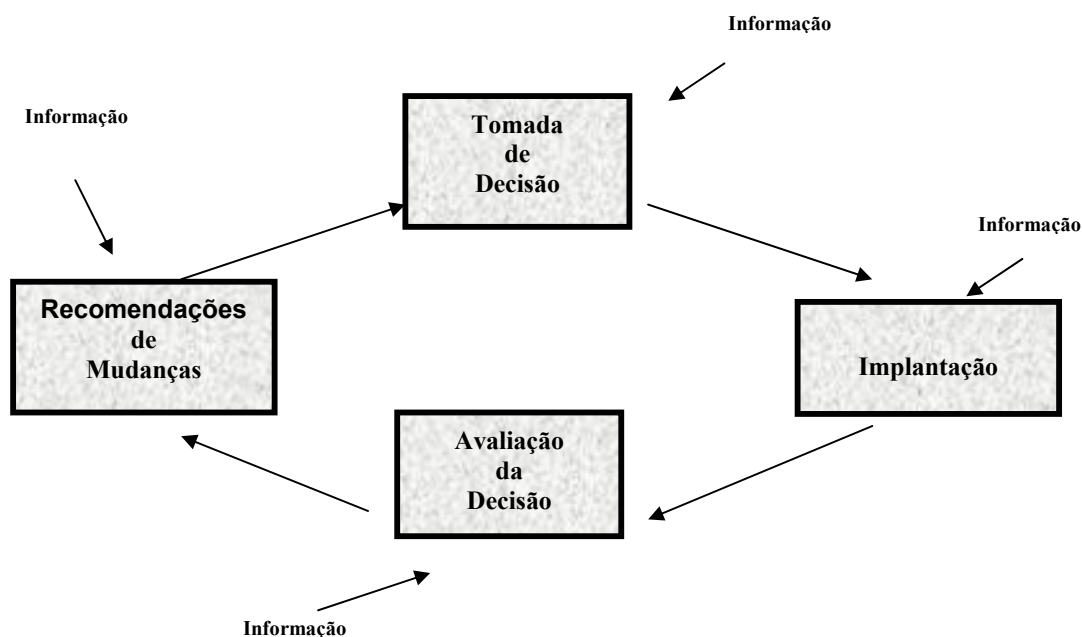 Informação
Informação
Tomada
de
Decisão
Informação
Recomendações
de
Mudanças
Implantação
Avaliação
da
Decisão
Informação